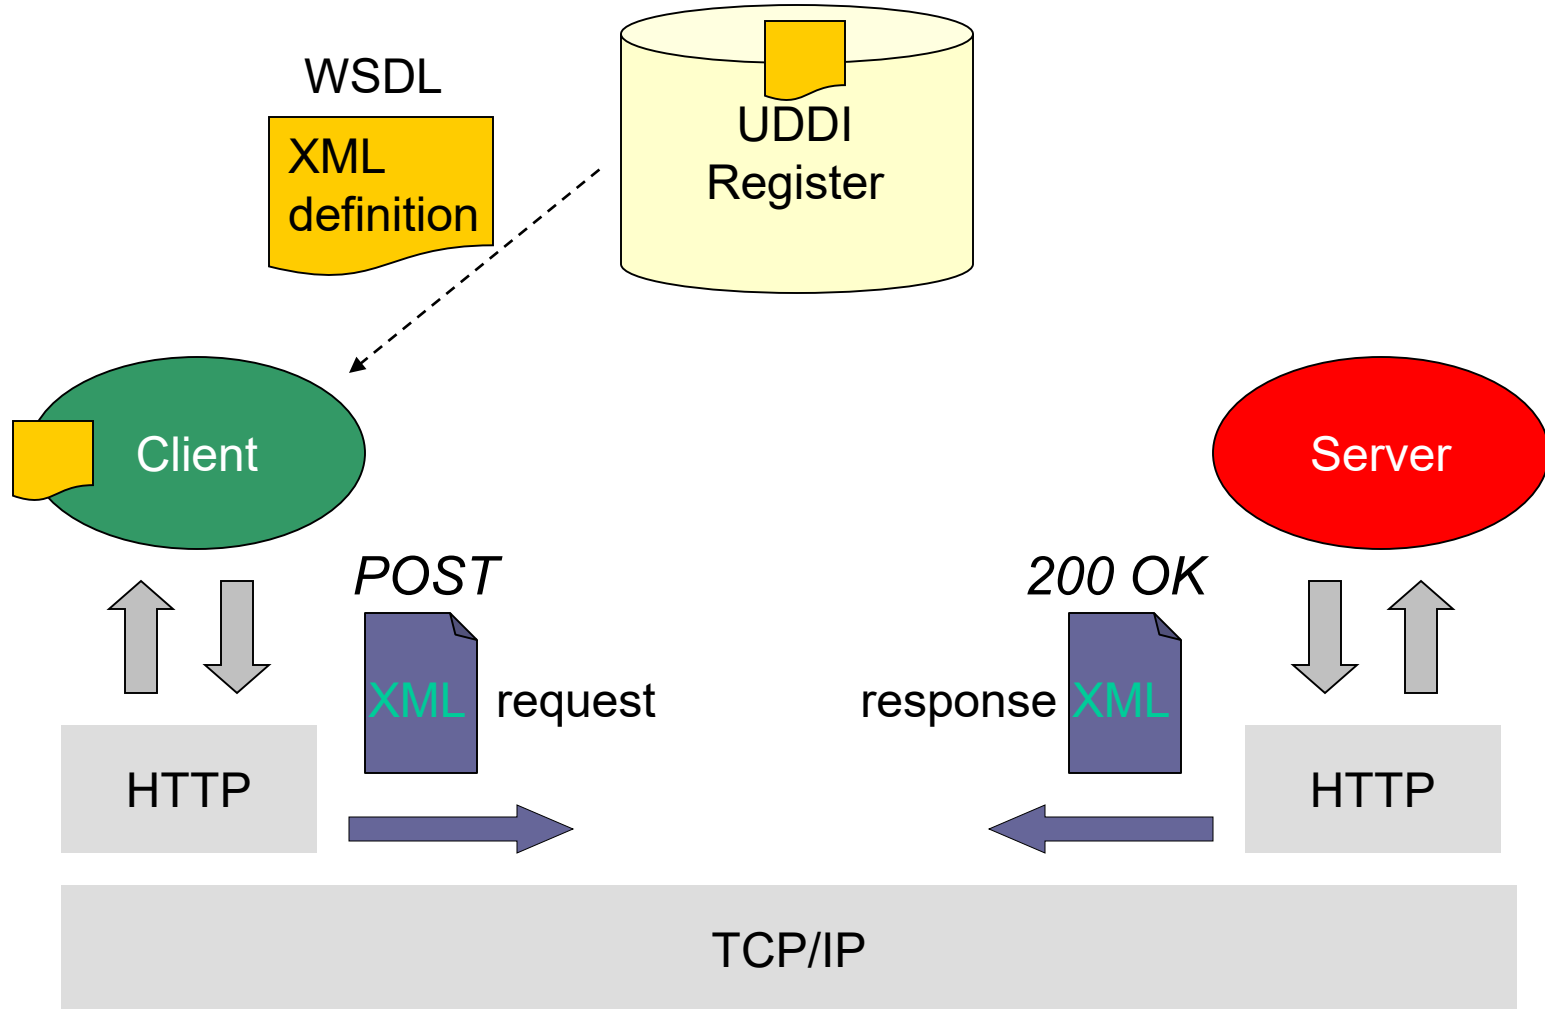 WSDL
XML
definition
UDDI
Register
Client
Server
POST
200 OK
XML
request
response
XML
HTTP
HTTP
TCP/IP